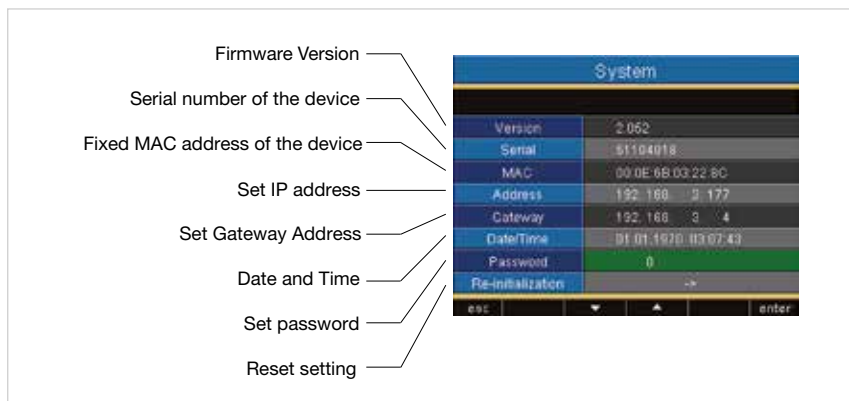 Firmware Version
Serial number of the device
Fixed MAC address of the device
Set IP address
Set Gateway Address
Date and Time
Set password
Reset setting
System
Version 2.062
Serial 51104018
MAC 00:0E:6B:03:22:8C
Address 192. 168. 3. 177
Gateway 192. 168 3 4
Date/Time 01.01.1970 03:07:43
Password 0
Re-initialization ->
esc enter